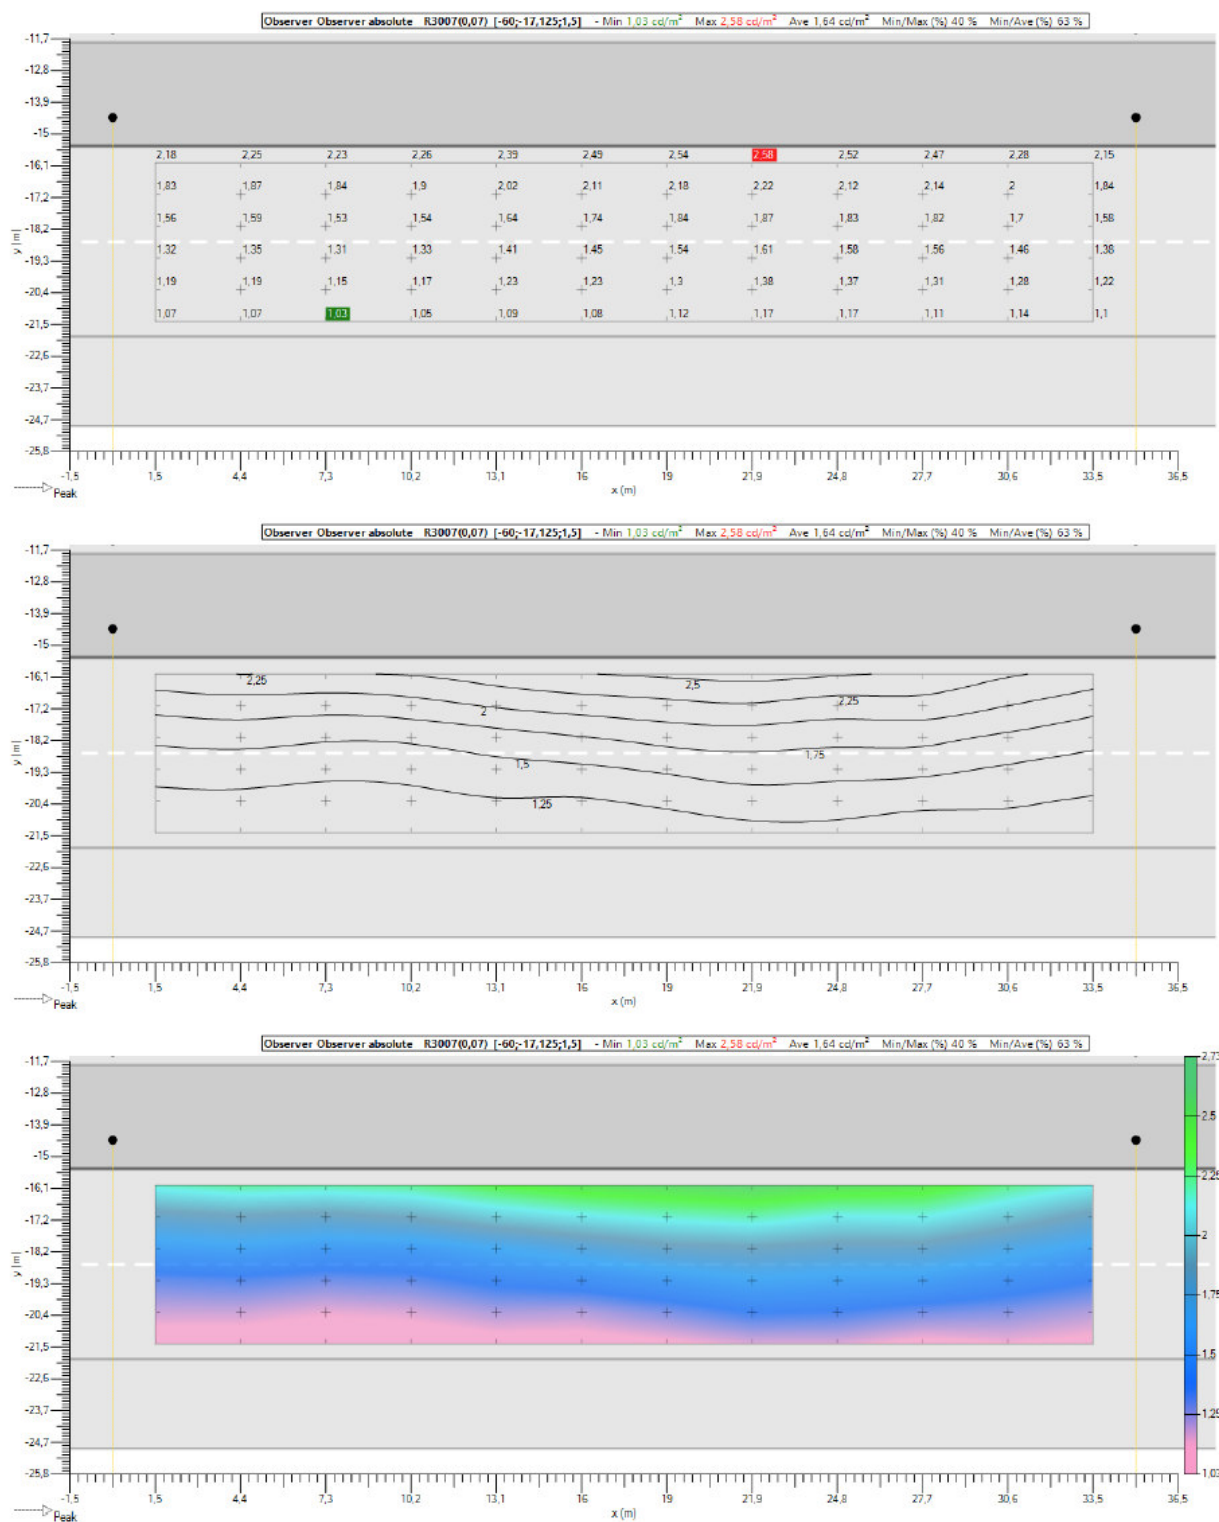 Observer Observer absolute R3007(0,07) [-60;-17,125;1,5] - Min 1,03 cd/m² Max 2,58 cd/m² Ave 1,64 cd/m² Min/Max (%) 40 % Min/Ave (%) 63 %
-11,7
-12,8
-13,9
-15
2,18 2,25 2,23 2,26 2,39 2,49 2,54 2,58 2,52 2,47 2,28 2,15
-16,1
1,83 1,87 1,84 1,9 2,02 2,11 2,18 2,22 2,12 2,14 2 1,84
-17,2
1,56 1,59 1,53 1,54 1,64 1,74 1,84 1,87 1,83 1,82 1,7 1,58
-18,2
y (m)
1,32 1,35 1,31 1,33 1,41 1,45 1,54 1,61 1,58 1,56 1,46 1,38
-19,3
1,19 1,19 1,15 1,17 1,23 1,23 1,3 1,38 1,37 1,31 1,28 1,22
-20,4
1,07 1,07 1,03 1,05 1,09 1,08 1,12 1,17 1,17 1,11 1,14 1,1
-21,5
-22,6
-23,7
-24,7
-25,8
-1,5 1,5 4,4 7,3 10,2 13,1 16 19 21,9 24,8 27,7 30,6 33,5 36,5
Peak
x (m)
Observer Observer absolute R3007(0,07) [-60;-17,125;1,5] - Min 1,03 cd/m² Max 2,58 cd/m² Ave 1,64 cd/m² Min/Max (%) 40 % Min/Ave (%) 63 %
-11,7
-12,8
-13,9
-15
-16,1
2,25 2,5
2,25
-17,2
2
-18,2
y (m)
1,75
1,5
-19,3
-20,4
1,25
-21,5
-22,6
-23,7
-24,7
-25,8
-1,5 1,5 4,4 7,3 10,2 13,1 16 19 21,9 24,8 27,7 30,6 33,5 36,5
Peak
x (m)
Observer Observer absolute R3007(0,07) [-60;-17,125;1,5] - Min 1,03 cd/m² Max 2,58 cd/m² Ave 1,64 cd/m² Min/Max (%) 40 % Min/Ave (%) 63 %
-11,7
2,73
-12,8
2,5
-13,9
-15
2,25
-16,1
-17,2
2
-18,2
y (m)
-19,3
1,75
-20,4
-21,5
1,5
-22,6
-23,7
1,25
-24,7
-25,8
1,03
-1,5 1,5 4,4 7,3 10,2 13,1 16 19 21,9 24,8 27,7 30,6 33,5 36,5
Peak
x (m)